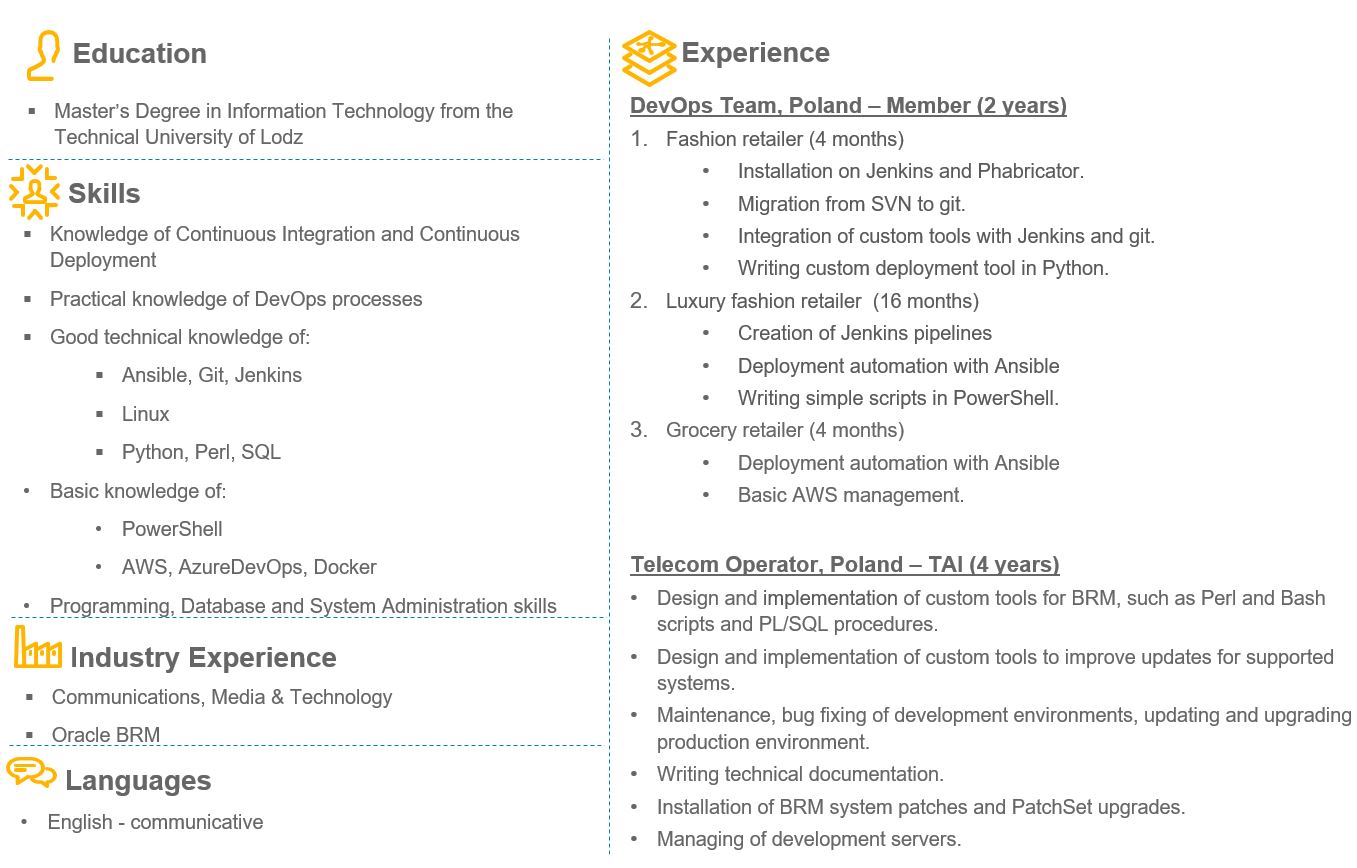 Education
▪ Master’s Degree in Information Technology from the
Technical University of Lodz
Skills
▪ Knowledge of Continuous Integration and Continuous
Deployment
▪ Practical knowledge of DevOps processes
▪ Good technical knowledge of:
▪ Ansible, Git, Jenkins
▪ Linux
▪ Python, Perl, SQL
• Basic knowledge of:
• PowerShell
• AWS, AzureDevOps, Docker
• Programming, Database and System Administration skills
Industry Experience
▪ Communications, Media & Technology
▪ Oracle BRM
Languages
• English - communicative
Experience
DevOps Team, Poland – Member (2 years)
1. Fashion retailer (4 months)
• Installation on Jenkins and Phabricator.
• Migration from SVN to git.
• Integration of custom tools with Jenkins and git.
• Writing custom deployment tool in Python.
2. Luxury fashion retailer (16 months)
• Creation of Jenkins pipelines
• Deployment automation with Ansible
• Writing simple scripts in PowerShell.
3. Grocery retailer (4 months)
• Deployment automation with Ansible
• Basic AWS management.
Telecom Operator, Poland – TAI (4 years)
• Design and implementation of custom tools for BRM, such as Perl and Bash
scripts and PL/SQL procedures.
• Design and implementation of custom tools to improve updates for supported
systems.
• Maintenance, bug fixing of development environments, updating and upgrading
production environment.
• Writing technical documentation.
• Installation of BRM system patches and PatchSet upgrades.
• Managing of development servers.